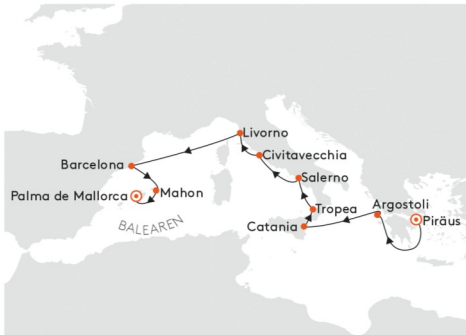 Livorno
Civitavecchia
Barcelona
Salerno
Palma de Mallorca
Mahon
Tropea
Argostoli
BALEAREN
Catania
Piräus